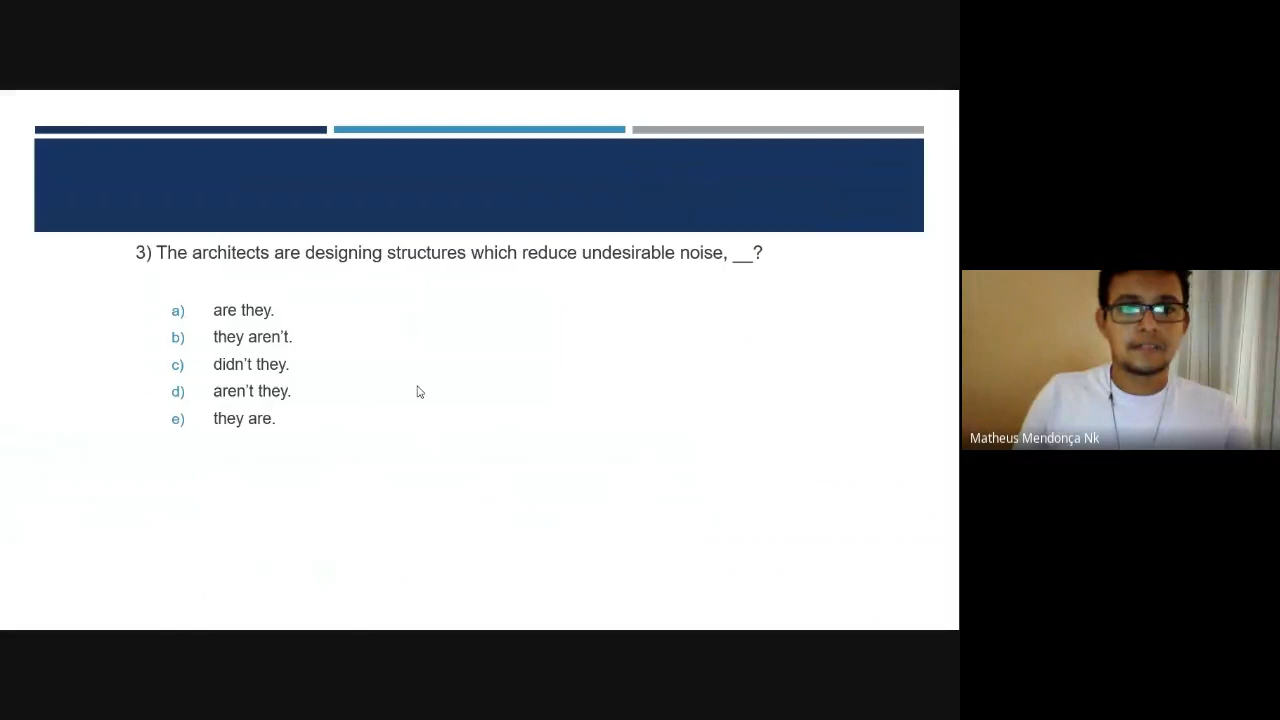 3) The architects are designing structures which reduce undesirable noise, __?
a) are they.
b) they aren’t.
c) didn’t they.
d) aren’t they.
e) they are.
Matheus Mendonça Nk